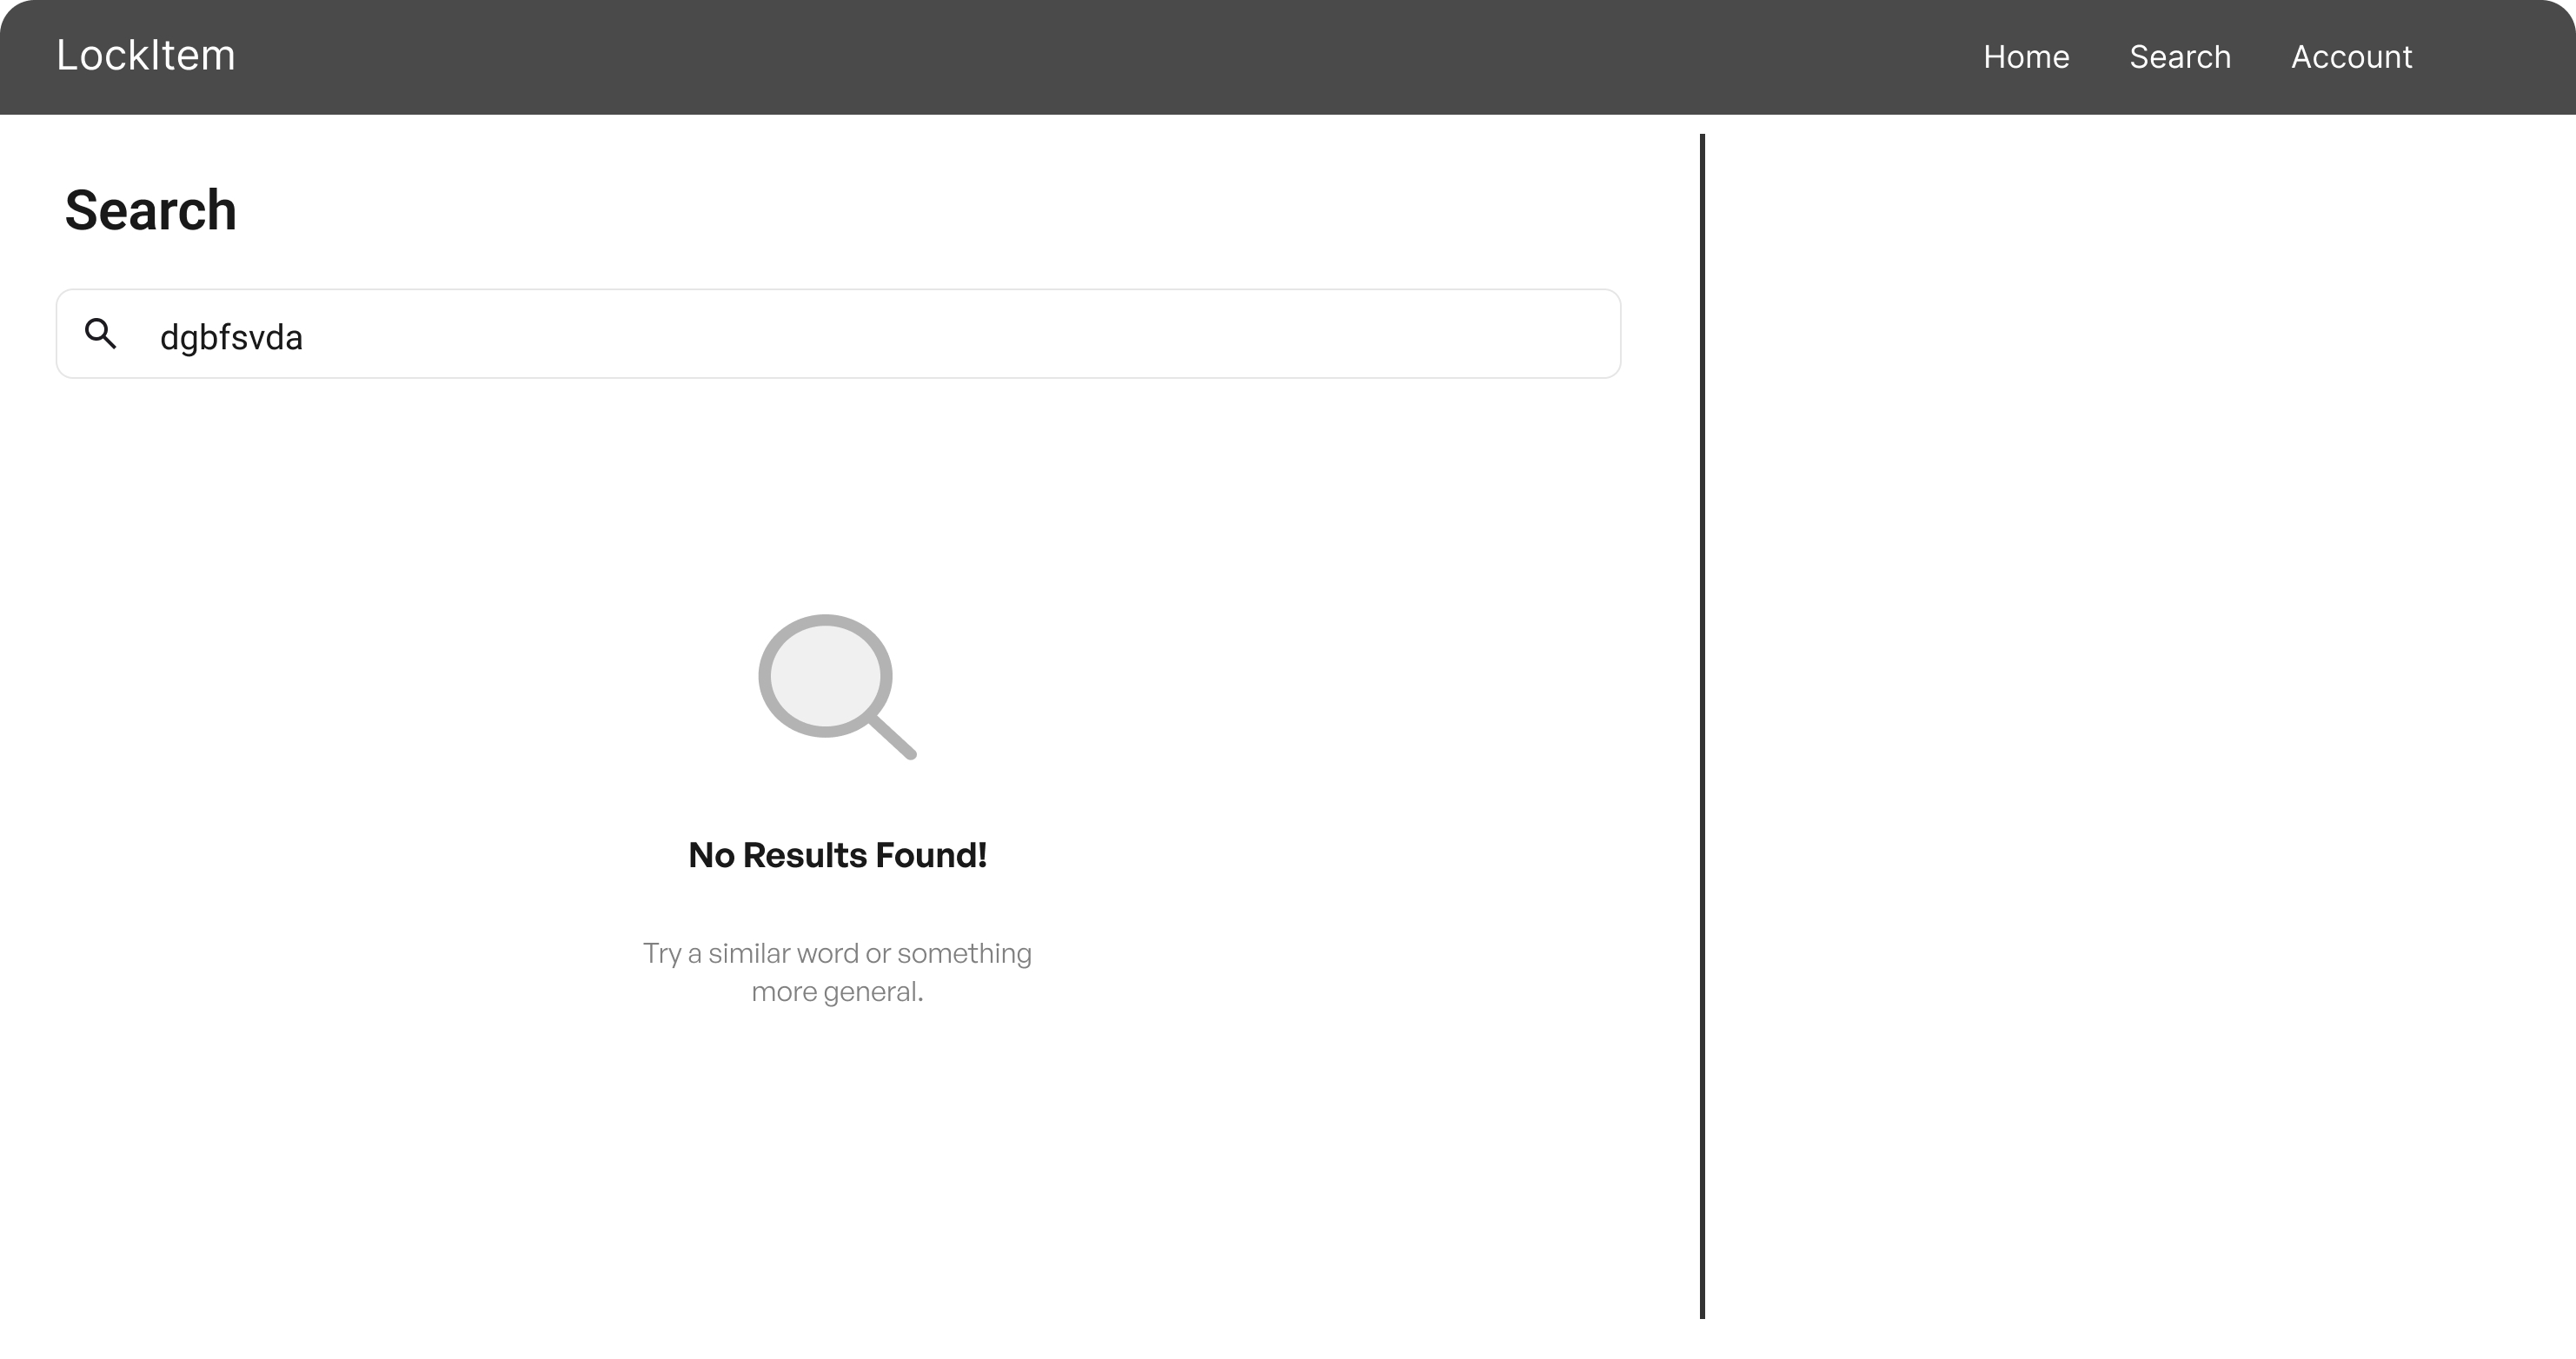 LockItem
Home Search Account
Search
dgbfsvda
No Results Found!
Try a similar word or something
more general.